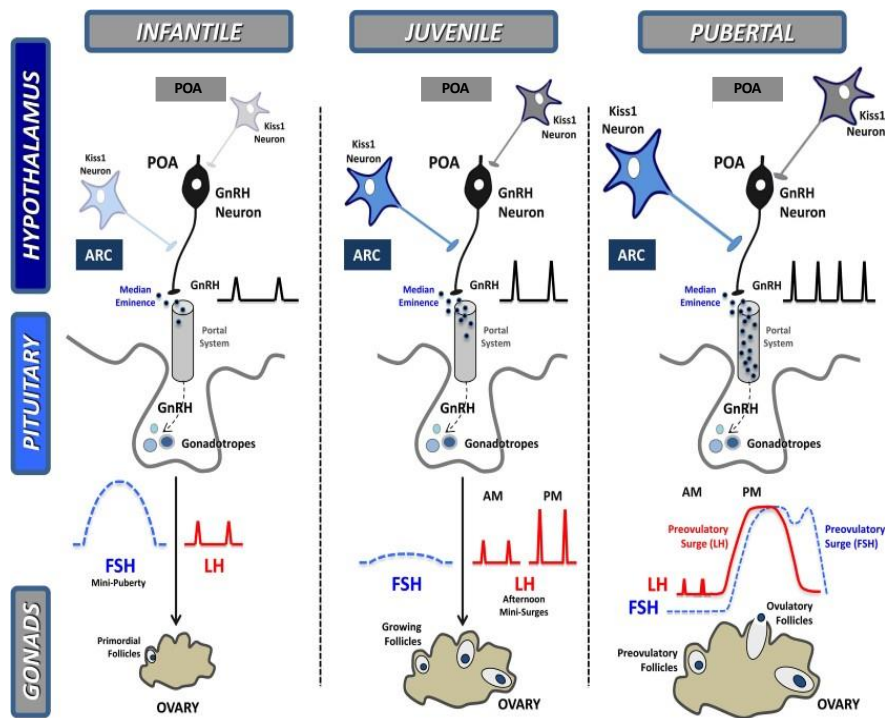 INFANTILE
JUVENILE
PUBERTAL
HYPOTHALAMUS
PITUITARY
GONADS
POA
Kiss1
Neuron
Kiss1
Neuron
POA
GnRH
Neuron
ARC
Median
Eminence
GnRH
Portal
System
GnRH
Gonadotropes
FSH
Mini-Puberty
LH
Primordial
Follicles
OVARY
POA
Kiss1
Neuron
Kiss1
Neuron
POA
GnRH
Neuron
ARC
Median
Eminence
GnRH
Portal
System
GnRH
Gonadotropes
AM
PM
FSH
LH
Afternoon
Mini-Surges
Growing
Follicles
OVARY
POA
Kiss1
Neuron
Kiss1
Neuron
POA
GnRH
Neuron
ARC
Median
Eminence
GnRH
Portal
System
GnRH
Gonadotropes
AM
PM
Preovulatory
Surge (LH)
Preovulatory
Surge (FSH)
LH
FSH
Ovulatory
Follicles
Preovulatory
Follicles
OVARY